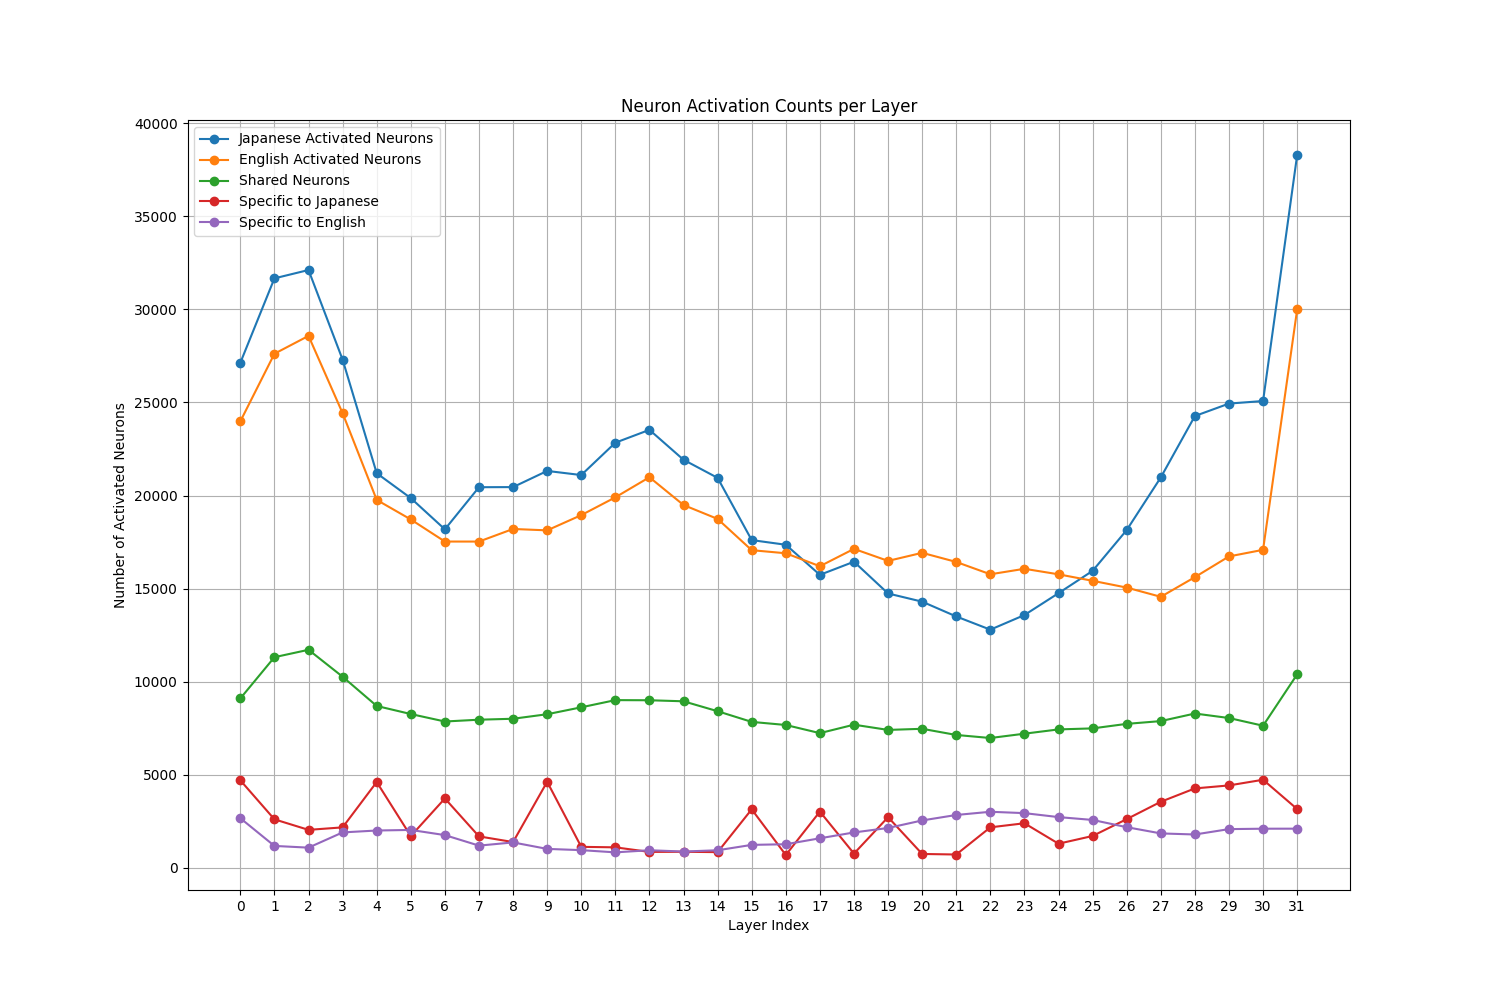 Neuron Activation Counts per Layer
40000
35000
30000
25000
20000
15000
10000
5000
0
Number of Activated Neurons
Japanese Activated Neurons
English Activated Neurons
Shared Neurons
Specific to Japanese
Specific to English
0 1 2 3 4 5 6 7 8 9 10 11 12 13 14 15 16 17 18 19 20 21 22 23 24 25 26 27 28 29 30 31
Layer Index